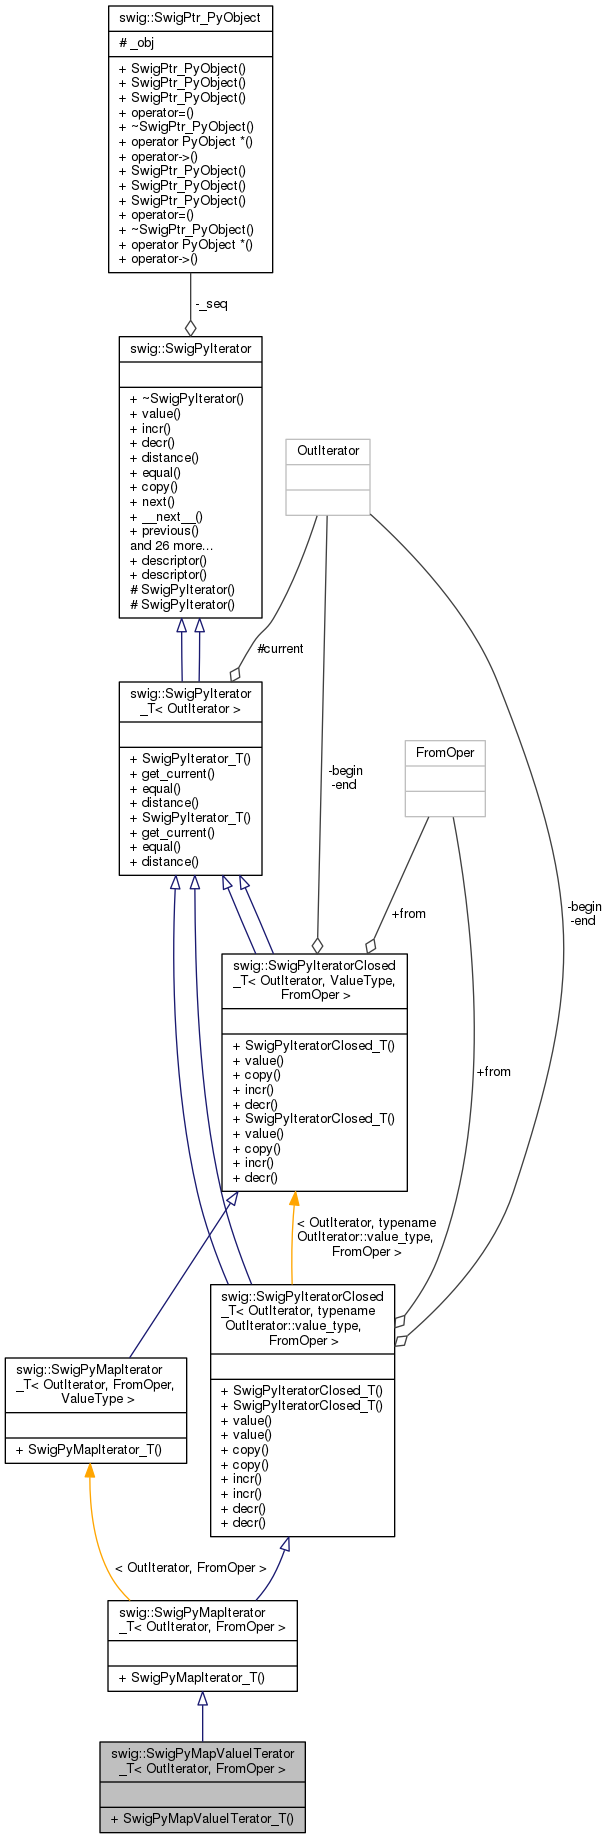 swig::SwigPtr_PyObject
# _obj
+ SwigPtr_PyObject()
+ SwigPtr_PyObject()
+ SwigPtr_PyObject()
+ operator=()
+ ~SwigPtr_PyObject()
+ operator PyObject *()
+ operator->()
+ SwigPtr_PyObject()
+ SwigPtr_PyObject()
+ SwigPtr_PyObject()
+ operator=()
+ ~SwigPtr_PyObject()
+ operator PyObject *()
+ operator->()
-_seq
swig::SwigPyIterator
+ ~SwigPyIterator()
+ value()
+ incr()
+ decr()
+ distance()
+ equal()
+ copy()
+ next()
+ __next__()
+ previous()
and 26 more...
+ descriptor()
+ descriptor()
# SwigPyIterator()
# SwigPyIterator()
OutIterator
#current
swig::SwigPyIterator
_T< OutIterator >
+ SwigPyIterator_T()
+ get_current()
+ equal()
+ distance()
+ SwigPyIterator_T()
+ get_current()
+ equal()
+ distance()
-begin
-end
FromOper
+from
-begin
-end
swig::SwigPyIteratorClosed
_T< OutIterator, ValueType,
FromOper >
+ SwigPyIteratorClosed_T()
+ value()
+ copy()
+ incr()
+ decr()
+ SwigPyIteratorClosed_T()
+ value()
+ copy()
+ incr()
+ decr()
+from
< OutIterator, typename
OutIterator::value_type,
FromOper >
swig::SwigPyIteratorClosed
_T< OutIterator, typename
OutIterator::value_type,
FromOper >
+ SwigPyIteratorClosed_T()
+ SwigPyIteratorClosed_T()
+ value()
+ value()
+ copy()
+ copy()
+ incr()
+ incr()
+ decr()
+ decr()
swig::SwigPyMapIterator
_T< OutIterator, FromOper,
ValueType >
+ SwigPyMapIterator_T()
< OutIterator, FromOper >
swig::SwigPyMapIterator
_T< OutIterator, FromOper >
+ SwigPyMapIterator_T()
swig::SwigPyMapValueITerator
_T< OutIterator, FromOper >
+ SwigPyMapValueITerator_T()